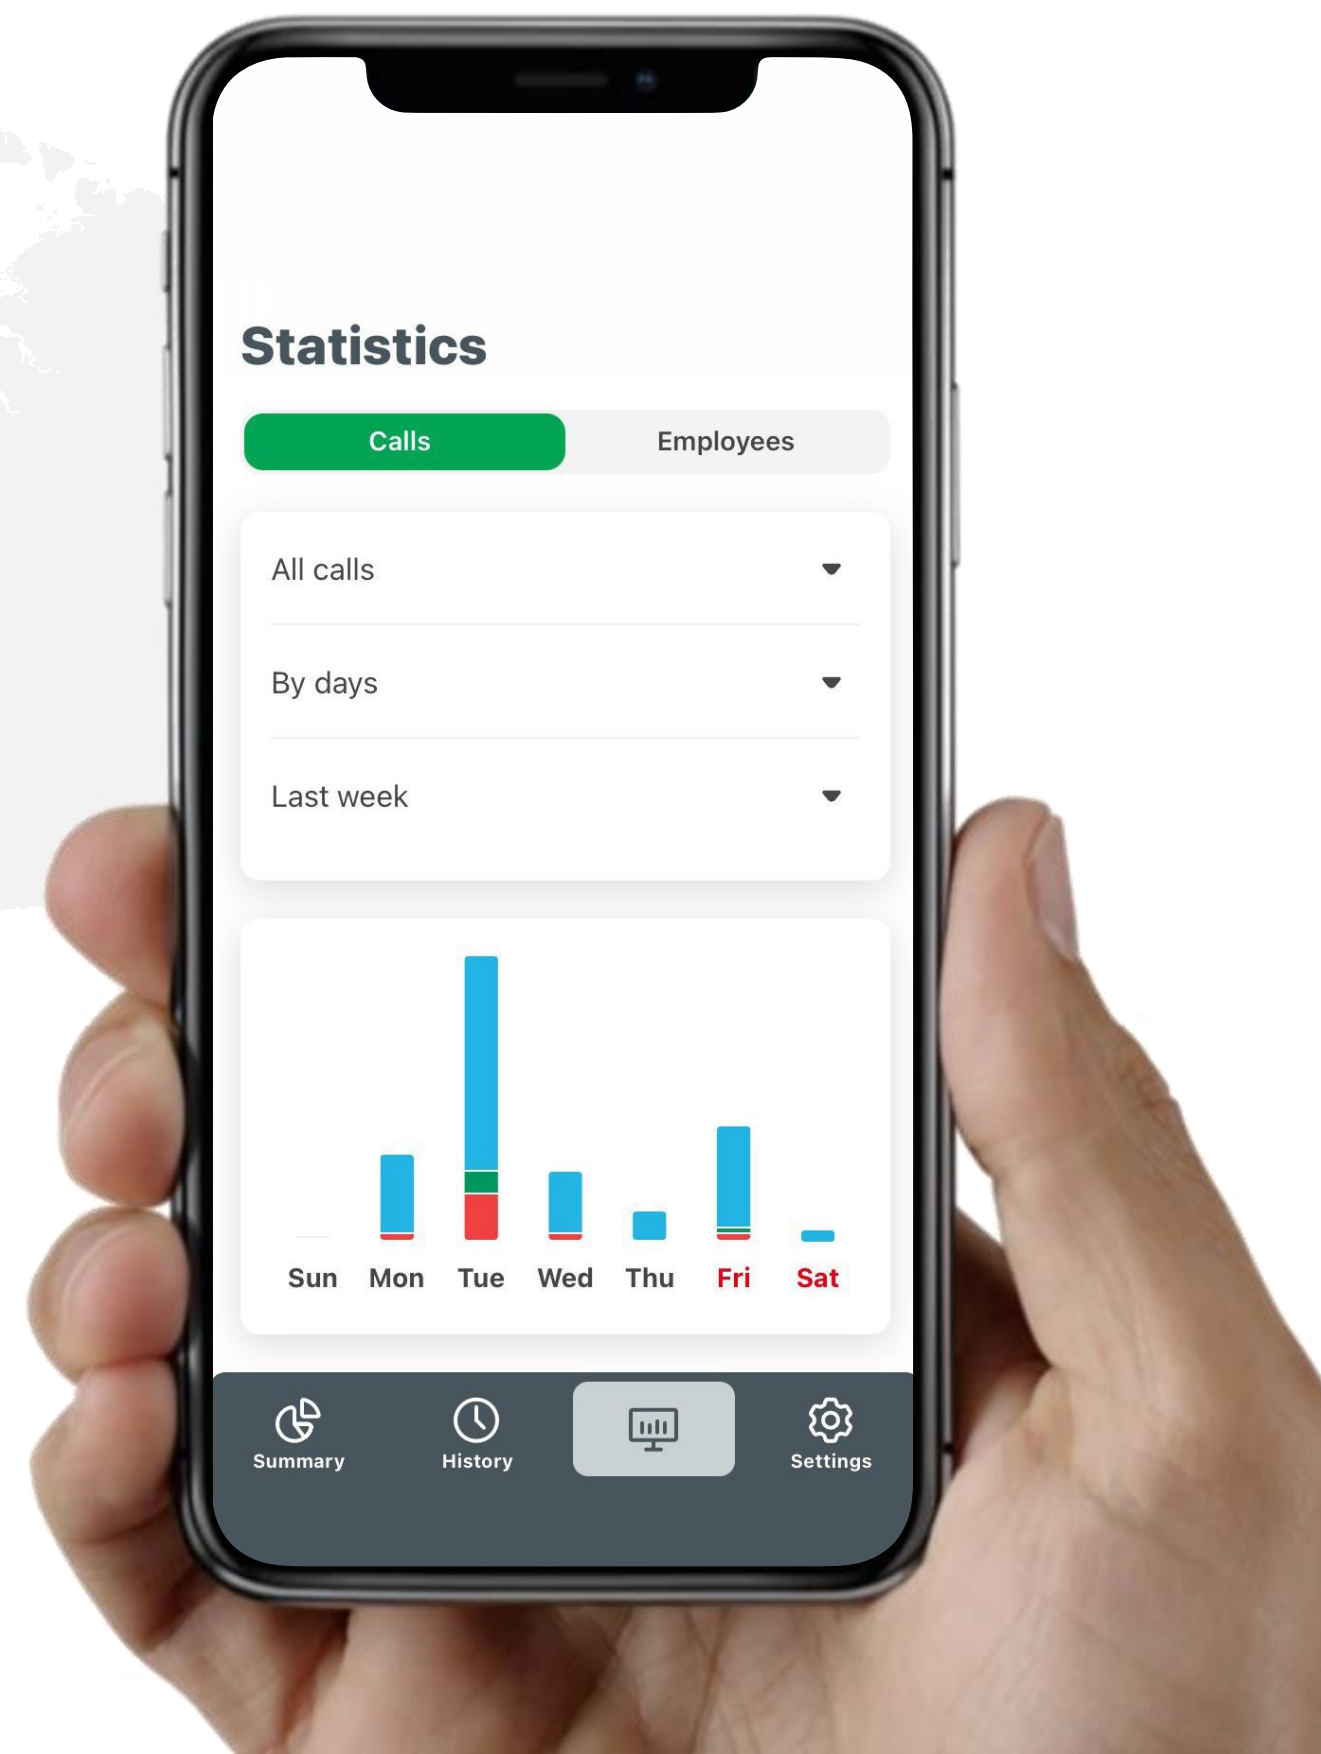 Statistics
Calls Employees
All calls
By days
Last week
Sun Mon Tue Wed Thu Fri Sat
Summary History Settings